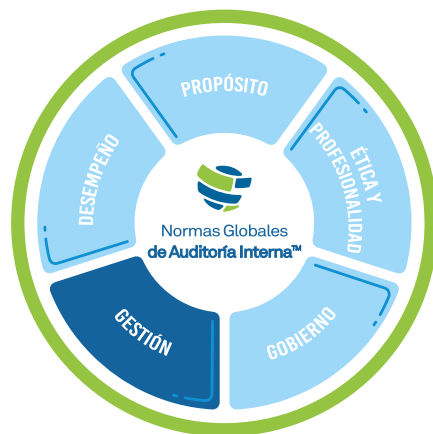 PROPÓSITO
ÉTICA Y
PROFESIONALIDAD
GOBIERNO
GESTIÓN
DESEMPEÑO
Normas Globales
de Auditoría Interna™